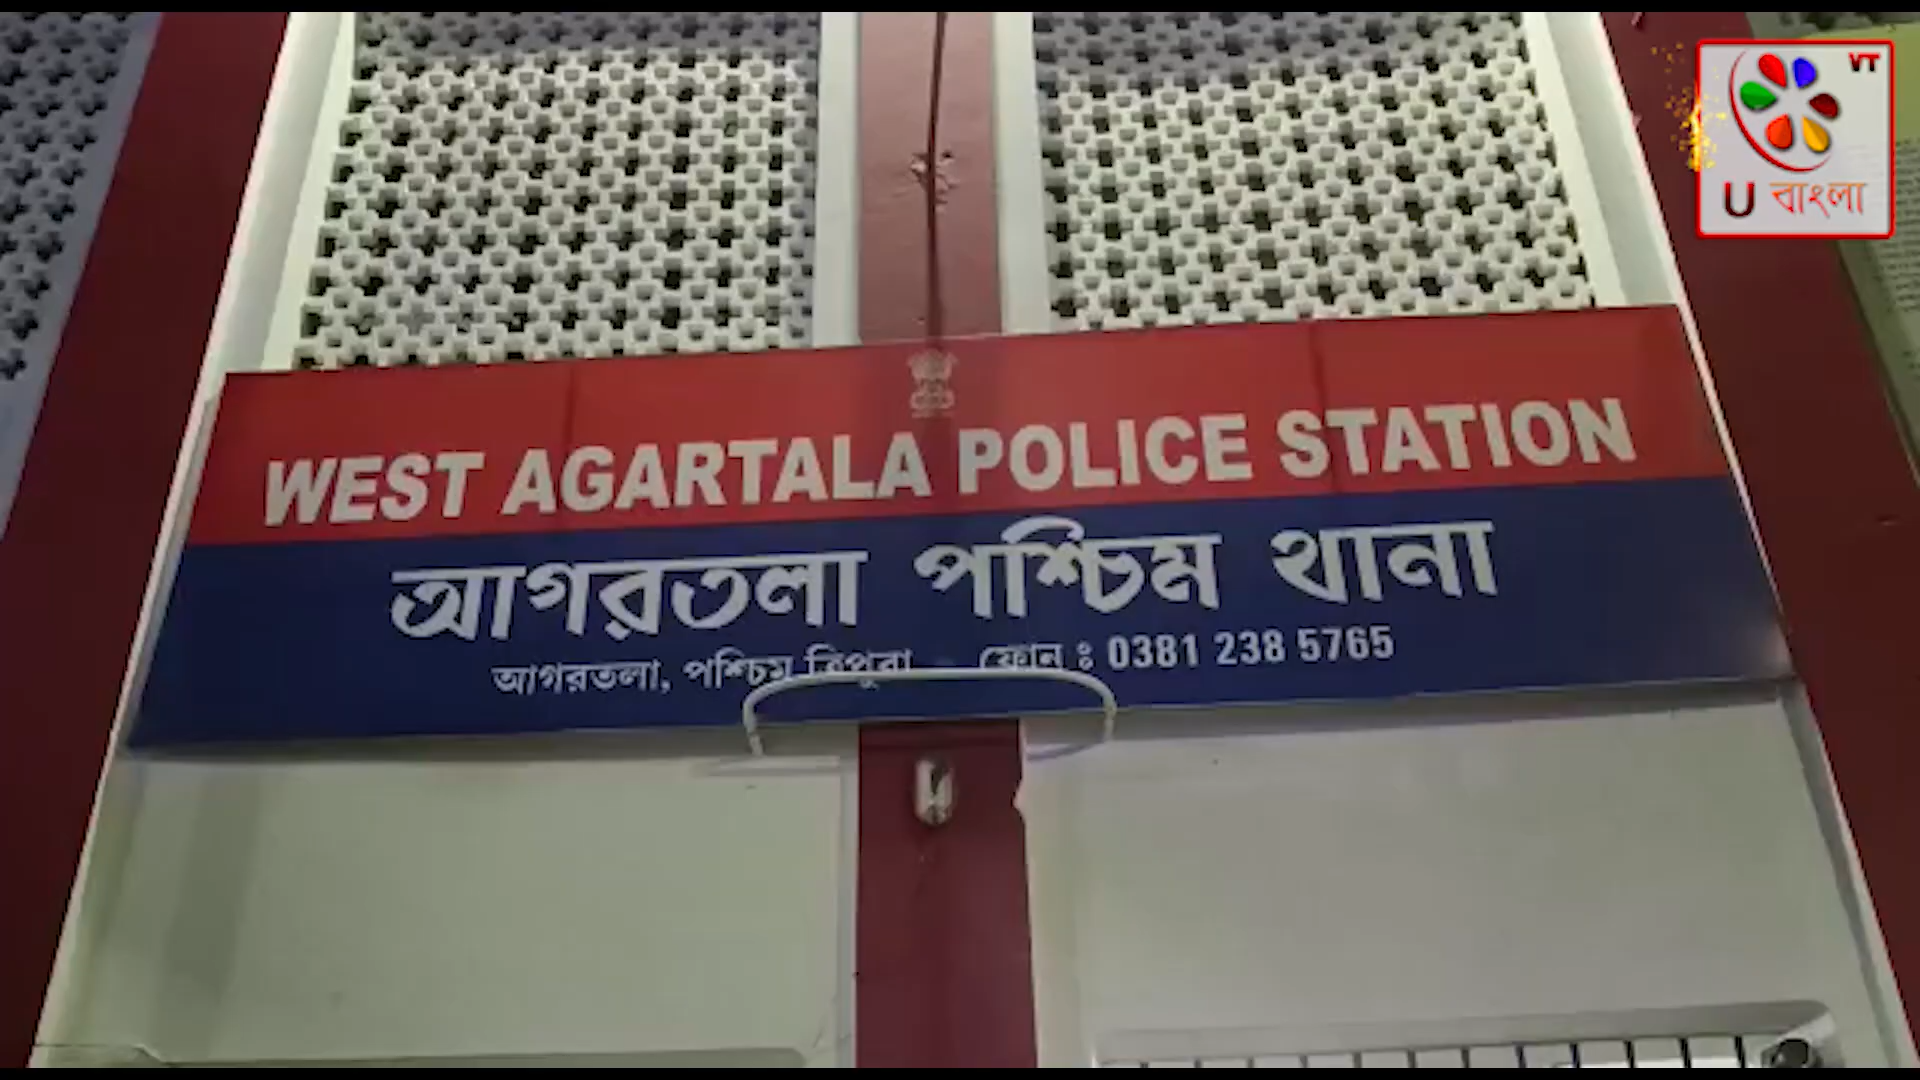 VT
U বাংলা
WEST AGARTALA POLICE STATION
আগরতলা পশ্চিম থানা
আগরতলা, পশ্চিম ত্রিপুরা ফোন : 0381 238 5765